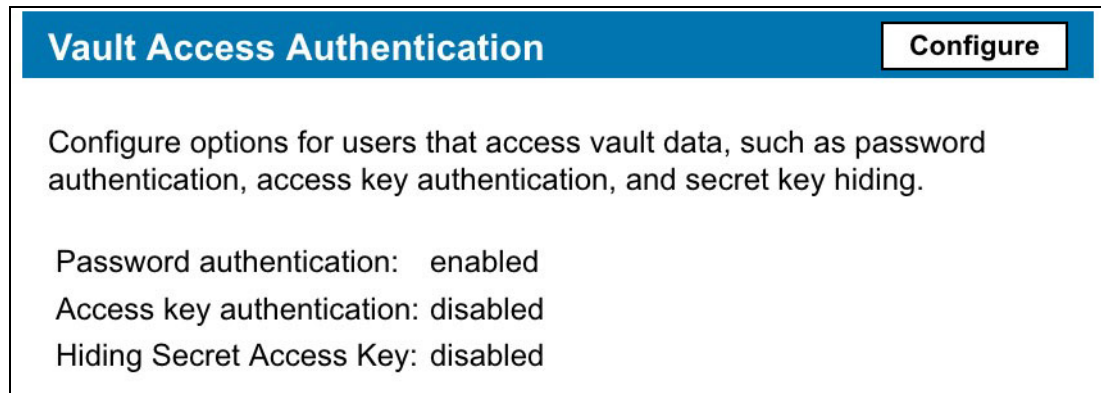 Vault Access Authentication
Configure
Configure options for users that access vault data, such as password
authentication, access key authentication, and secret key hiding.
Password authentication: enabled
Access key authentication: disabled
Hiding Secret Access Key: disabled